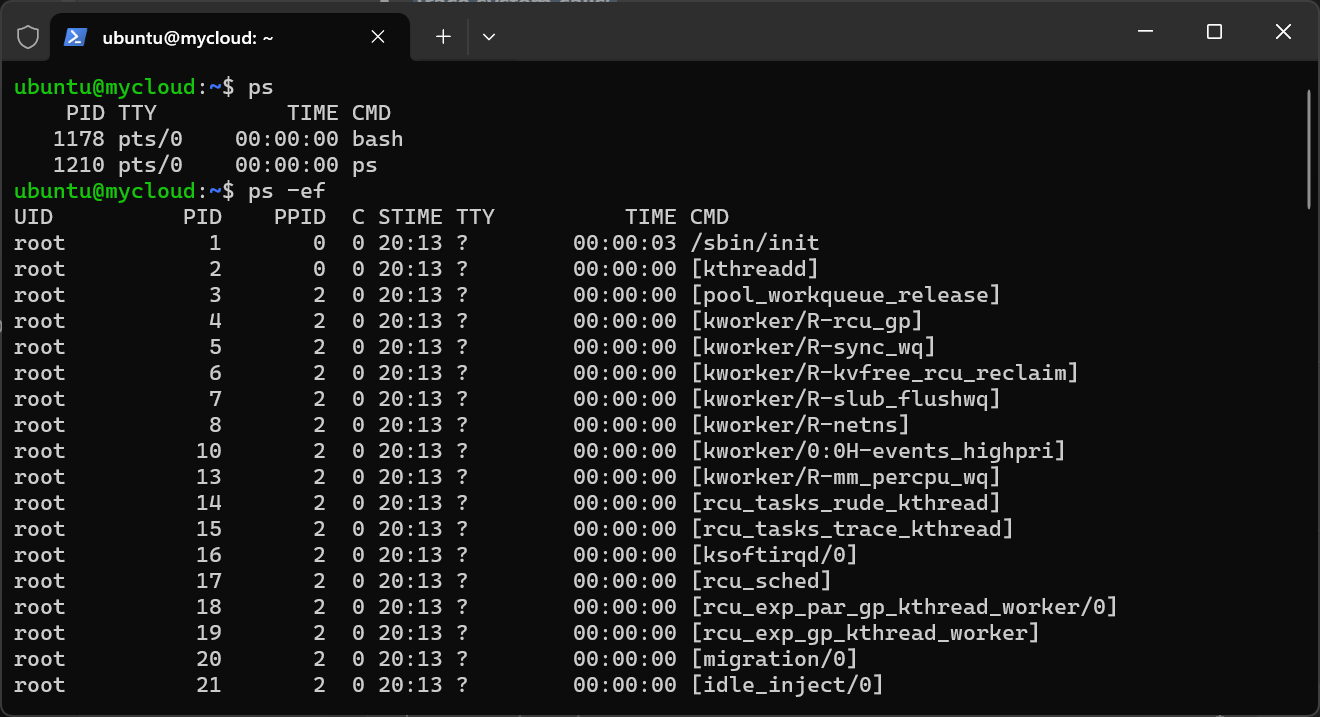 ubuntu@mycloud: ~
ubuntu@mycloud:~$ ps
    PID TTY          TIME CMD
   1178 pts/0    00:00:00 bash
   1210 pts/0    00:00:00 ps
ubuntu@mycloud:~$ ps -ef
UID          PID    PPID  C STIME TTY          TIME CMD
root           1       0  0 20:13 ?        00:00:03 /sbin/init
root           2       0  0 20:13 ?        00:00:00 [kthreadd]
root           3       2  0 20:13 ?        00:00:00 [pool_workqueue_release]
root           4       2  0 20:13 ?        00:00:00 [kworker/R-rcu_gp]
root           5       2  0 20:13 ?        00:00:00 [kworker/R-sync_wq]
root           6       2  0 20:13 ?        00:00:00 [kworker/R-kvfree_rcu_reclaim]
root           7       2  0 20:13 ?        00:00:00 [kworker/R-slub_flushwq]
root           8       2  0 20:13 ?        00:00:00 [kworker/R-netns]
root          10       2  0 20:13 ?        00:00:00 [kworker/0:0H-events_highpri]
root          13       2  0 20:13 ?        00:00:00 [kworker/R-mm_percpu_wq]
root          14       2  0 20:13 ?        00:00:00 [rcu_tasks_rude_kthread]
root          15       2  0 20:13 ?        00:00:00 [rcu_tasks_trace_kthread]
root          16       2  0 20:13 ?        00:00:00 [ksoftirqd/0]
root          17       2  0 20:13 ?        00:00:00 [rcu_sched]
root          18       2  0 20:13 ?        00:00:00 [rcu_exp_par_gp_kthread_worker/0]
root          19       2  0 20:13 ?        00:00:00 [rcu_exp_gp_kthread_worker]
root          20       2  0 20:13 ?        00:00:00 [migration/0]
root          21       2  0 20:13 ?        00:00:00 [idle_inject/0]